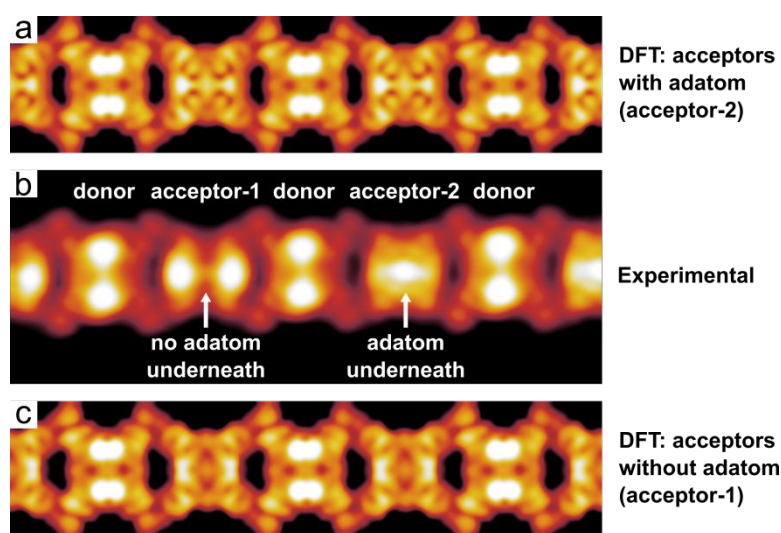 a
DFT: acceptors
with adatom
(acceptor-2)
b
donor acceptor-1 donor acceptor-2 donor
Experimental
no adatom
underneath
adatom
underneath
c
DFT: acceptors
without adatom
(acceptor-1)